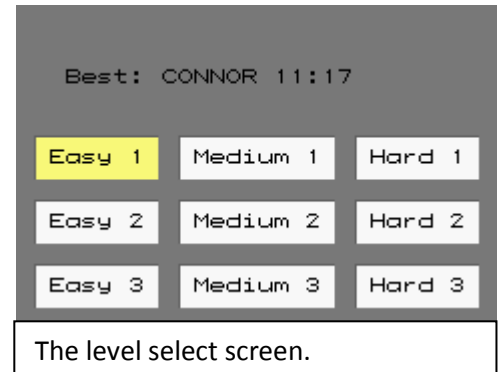 Best: CONNOR 11:17
Easy 1 Medium 1 Hard 1
Easy 2 Medium 2 Hard 2
Easy 3 Medium 3 Hard 3
The level select screen.